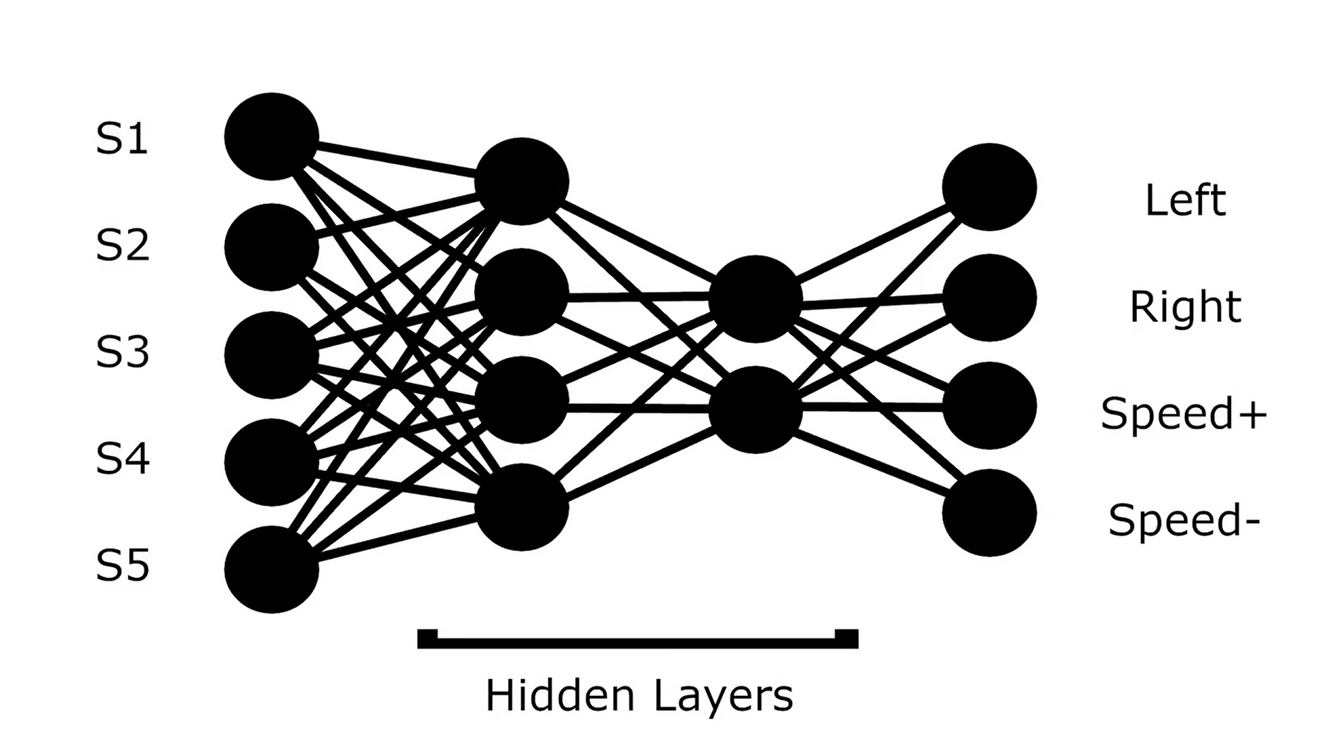 S1
S2
S3
S4
S5
Left
Right
Speed+
Speed-
Hidden Layers